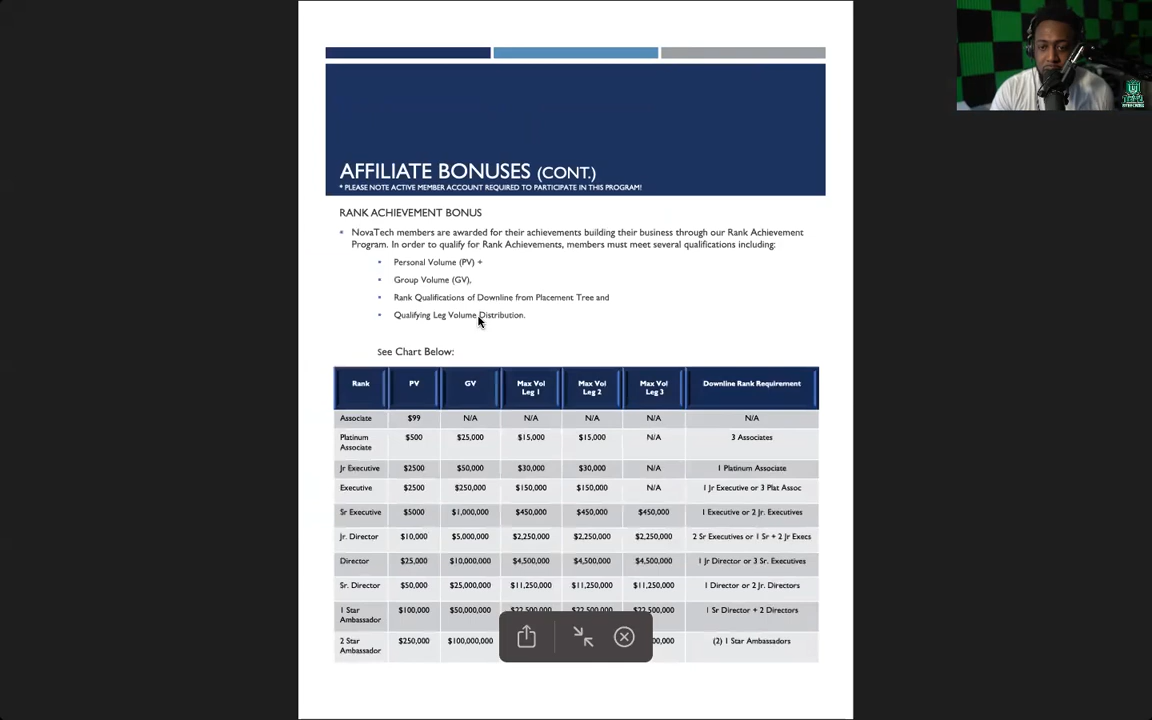 AFFILIATE BONUSES (CONT.)
* PLEASE NOTE ACTIVE MEMBER ACCOUNT REQUIRED TO PARTICIPATE IN THIS PROGRAM!
RANK ACHIEVEMENT BONUS
▪ NovaTech members are awarded for their achievements building their business through our Rank Achievement
Program. In order to qualify for Rank Achievements, members must meet several qualifications including:
▪ Personal Volume (PV) +
▪ Group Volume (GV),
▪ Rank Qualifications of Downline from Placement Tree and
▪ Qualifying Leg Volume Distribution.
See Chart Below:
Rank PV GV Max Vol Leg 1 Max Vol Leg 2 Max Vol Leg 3 Downline Rank Requirement
Associate $99 N/A N/A N/A N/A N/A
Platinum Associate $500 $25,000 $15,000 $15,000 N/A 3 Associates
Jr Executive $2500 $50,000 $30,000 $30,000 N/A 1 Platinum Associate
Executive $2500 $250,000 $150,000 $150,000 N/A 1 Jr Executive or 3 Plat Assoc
Sr Executive $5000 $1,000,000 $450,000 $450,000 $450,000 1 Executive or 2 Jr. Executives
Jr. Director $10,000 $5,000,000 $2,250,000 $2,250,000 $2,250,000 2 Sr Executives or 1 Sr + 2 Jr Execs
Director $25,000 $10,000,000 $4,500,000 $4,500,000 $4,500,000 1 Jr Director or 3 Sr. Executives
Sr. Director $50,000 $25,000,000 $11,250,000 $11,250,000 $11,250,000 1 Director or 2 Jr. Directors
1 Star Ambassador $100,000 $50,000,000 $22,500,000 $22,500,000 $22,500,000 1 Sr Director + 2 Directors
2 Star Ambassador $250,000 $100,000,000 (2) 1 Star Ambassadors